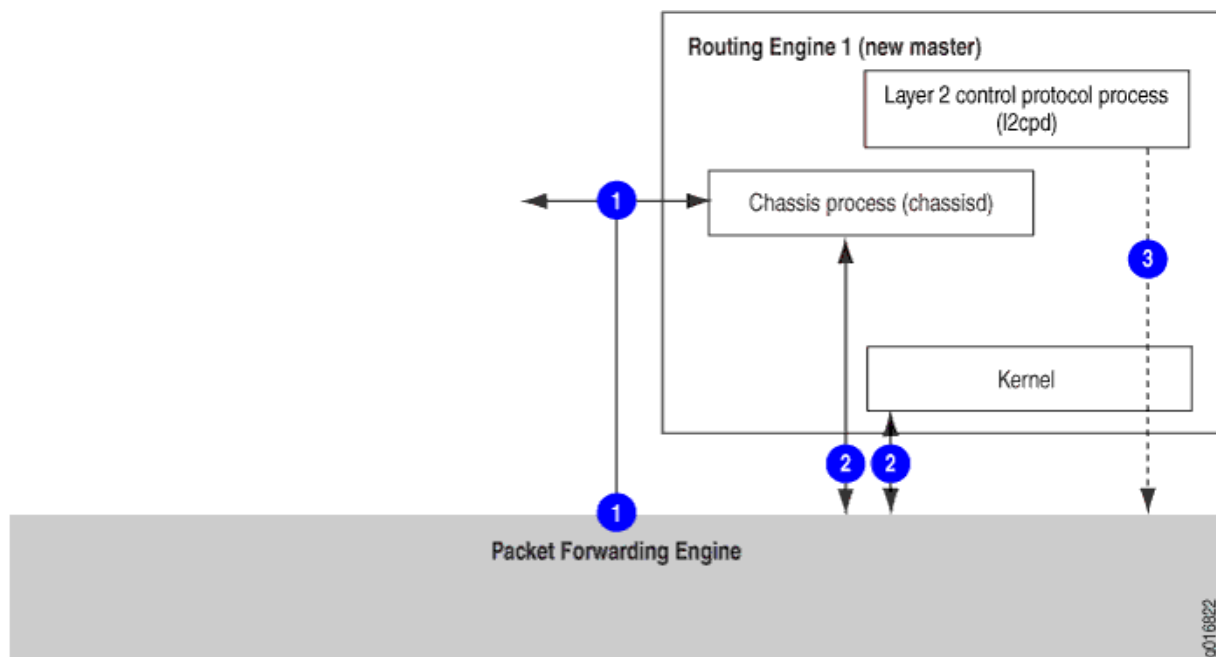 Routing Engine 1 (new master)
Layer 2 control protocol process
(l2cpd)
1
Chassis process (chassisd)
3
Kernel
2
2
1
Packet Forwarding Engine
g016822